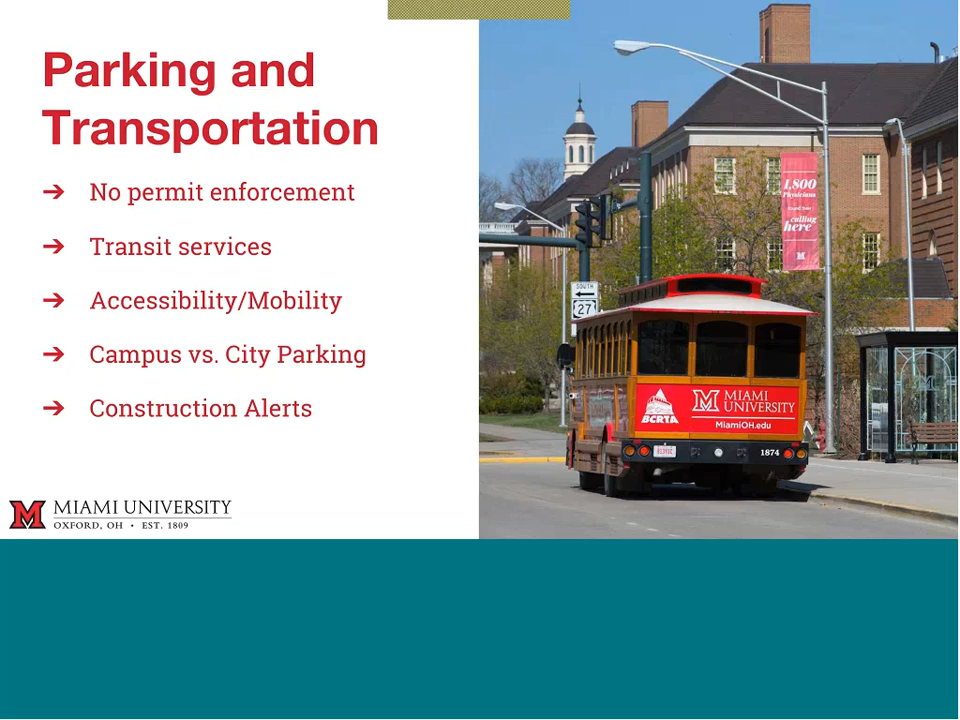 Parking and
Transportation
➔ No permit enforcement
➔ Transit services
➔ Accessibility/Mobility
➔ Campus vs. City Parking
➔ Construction Alerts
M MIAMI UNIVERSITY
OXFORD, OH • EST. 1809
1,800
Physicians
calling
here
M
SOUTH
27
BCRTA
M MIAMI
UNIVERSITY
MiamiOH.edu
1874